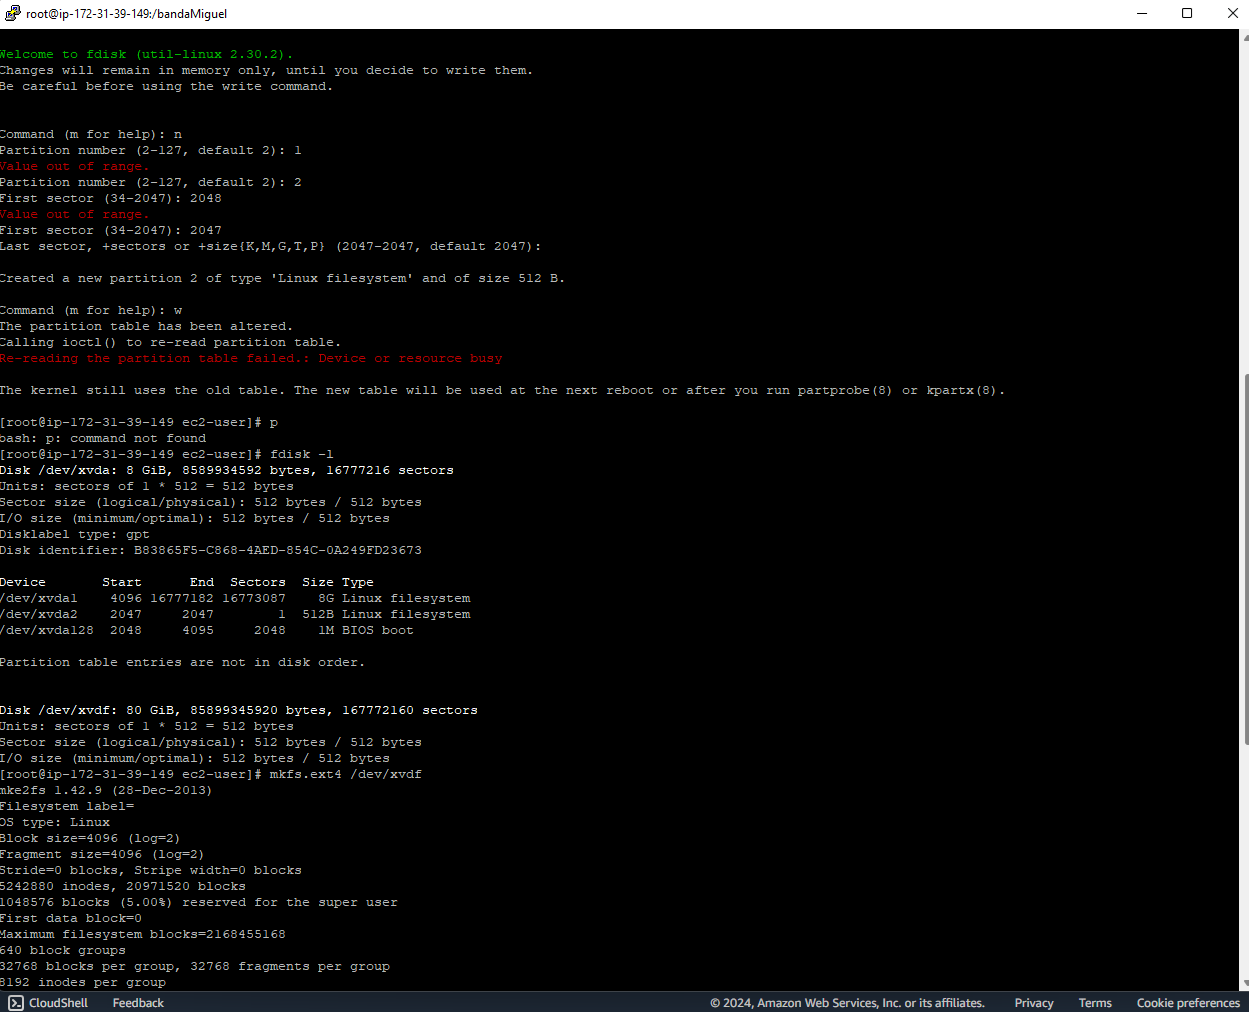 root@ip-172-31-39-149:/bandaMiguel
Welcome to fdisk (util-linux 2.30.2).
Changes will remain in memory only, until you decide to write them.
Be careful before using the write command.
Command (m for help): n
Partition number (2-127, default 2): 1
Value out of range.
Partition number (2-127, default 2): 2
First sector (34-2047): 2048
Value out of range.
First sector (34-2047): 2047
Last sector, +sectors or +size{K,M,G,T,P} (2047-2047, default 2047):
Created a new partition 2 of type 'Linux filesystem' and of size 512 B.
Command (m for help): w
The partition table has been altered.
Calling ioctl() to re-read partition table.
Re-reading the partition table failed.: Device or resource busy
The kernel still uses the old table. The new table will be used at the next reboot or after you run partprobe(8) or kpartx(8).
[root@ip-172-31-39-149 ec2-user]# p
bash: p: command not found
[root@ip-172-31-39-149 ec2-user]# fdisk -l
Disk /dev/xvda: 8 GiB, 8589934592 bytes, 16777216 sectors
Units: sectors of 1 * 512 = 512 bytes
Sector size (logical/physical): 512 bytes / 512 bytes
I/O size (minimum/optimal): 512 bytes / 512 bytes
Disklabel type: gpt
Disk identifier: B83865F5-C868-4AED-854C-0A249FD23673
Device       Start      End  Sectors  Size Type
/dev/xvda1    4096 16777182 16773087    8G Linux filesystem
/dev/xvda2    2047     2047        1  512B Linux filesystem
/dev/xvda128  2048     4095     2048    1M BIOS boot
Partition table entries are not in disk order.
Disk /dev/xvdf: 80 GiB, 85899345920 bytes, 167772160 sectors
Units: sectors of 1 * 512 = 512 bytes
Sector size (logical/physical): 512 bytes / 512 bytes
I/O size (minimum/optimal): 512 bytes / 512 bytes
[root@ip-172-31-39-149 ec2-user]# mkfs.ext4 /dev/xvdf
mke2fs 1.42.9 (28-Dec-2013)
Filesystem label=
OS type: Linux
Block size=4096 (log=2)
Fragment size=4096 (log=2)
Stride=0 blocks, Stripe width=0 blocks
5242880 inodes, 20971520 blocks
1048576 blocks (5.00%) reserved for the super user
First data block=0
Maximum filesystem blocks=2168455168
640 block groups
32768 blocks per group, 32768 fragments per group
8192 inodes per group
CloudShell Feedback © 2024, Amazon Web Services, Inc. or its affiliates. Privacy Terms Cookie preferences